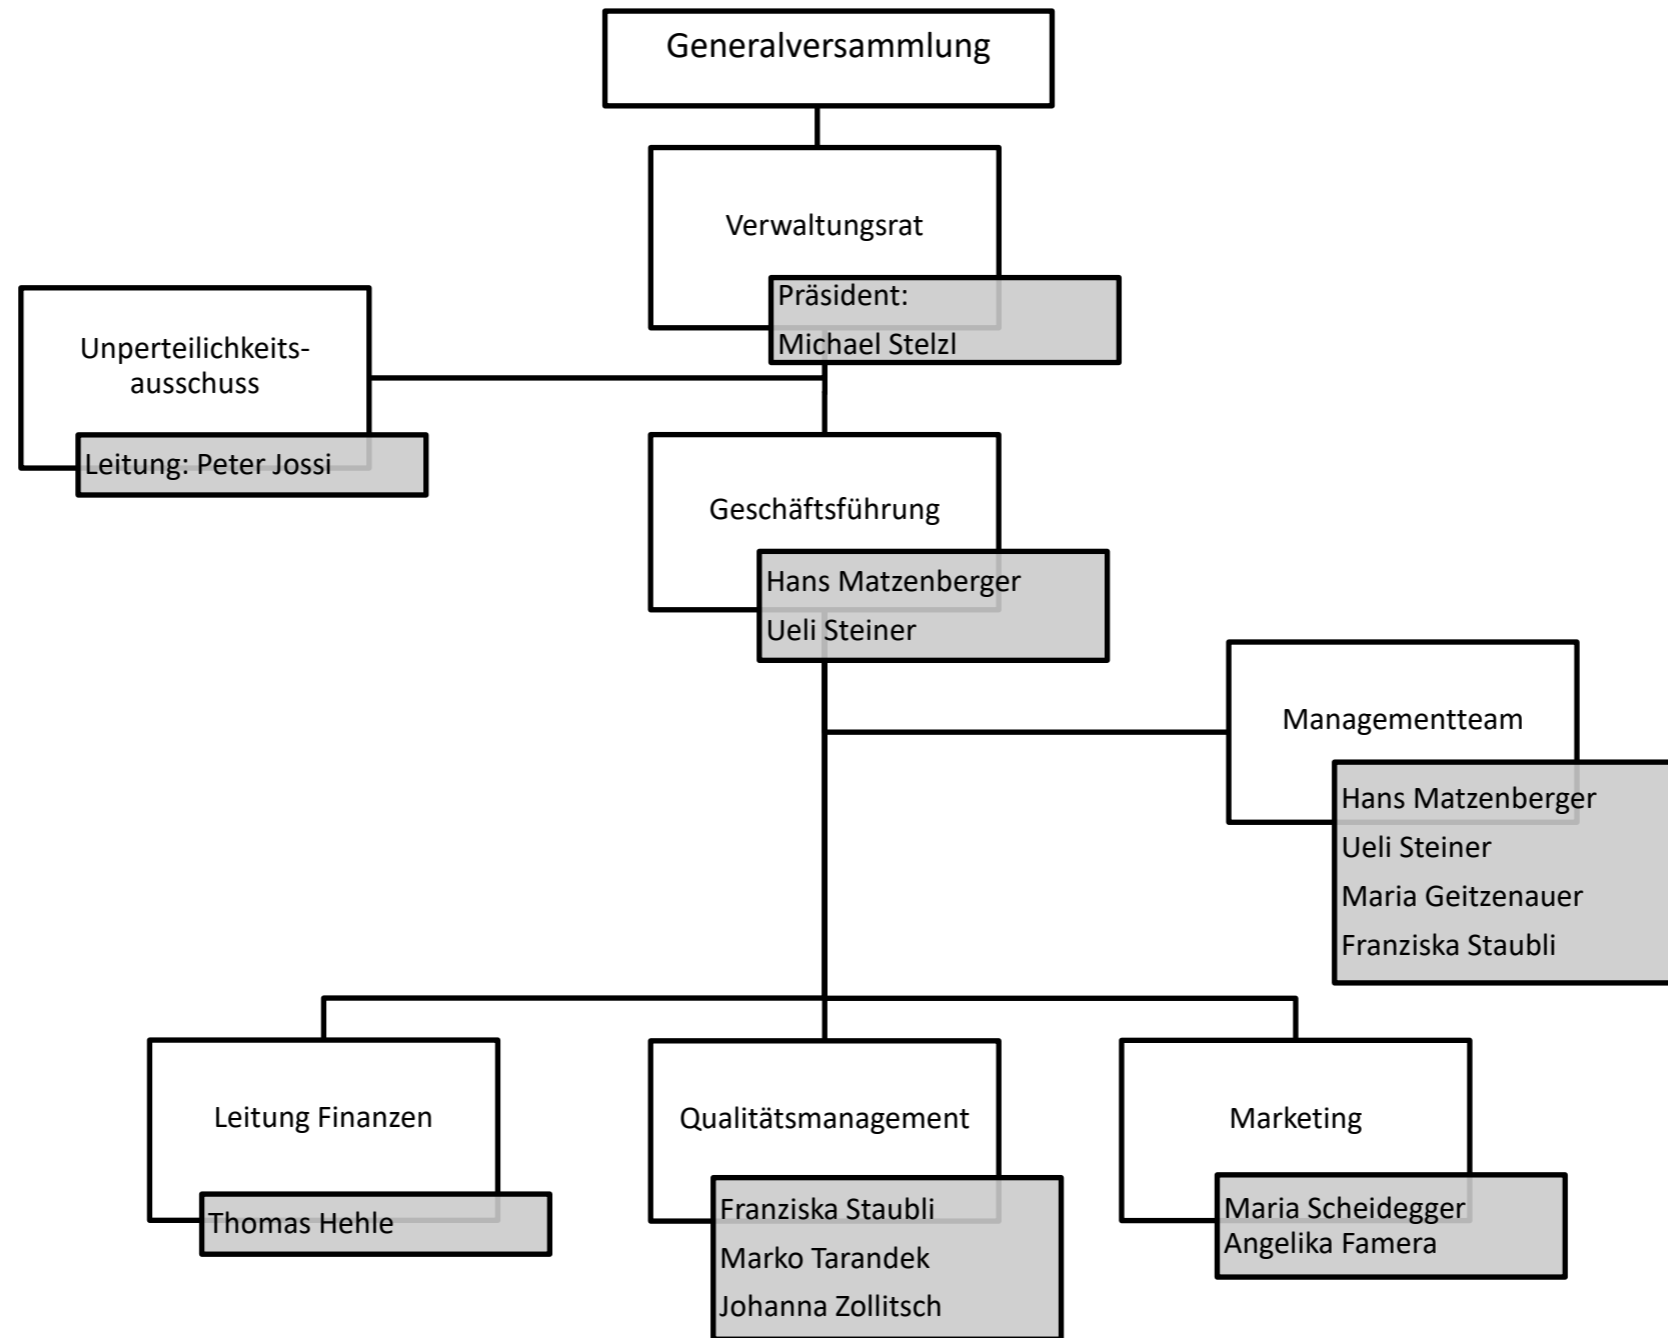 Generalversammlung
Verwaltungsrat
Präsident:
Michael Stelzl
Unperteilichkeits-
ausschuss
Leitung: Peter Jossi
Geschäftsführung
Hans Matzenberger
Ueli Steiner
Managementteam
Hans Matzenberger
Ueli Steiner
Maria Geitzenauer
Franziska Staubli
Leitung Finanzen
Thomas Hehle
Qualitätsmanagement
Franziska Staubli
Marko Tarandek
Johanna Zollitsch
Marketing
Maria Scheidegger
Angelika Famera